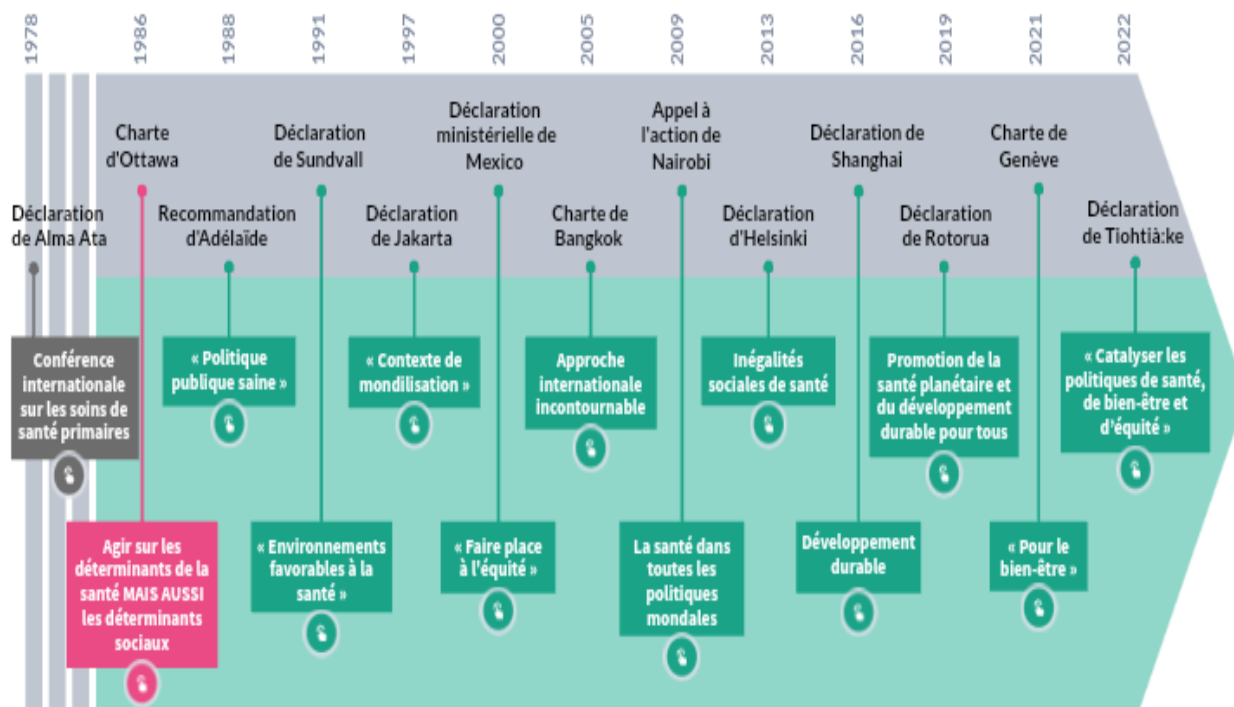 1978
1986
1988
1991
1997
2000
2005
2009
2013
2016
2019
2021
2022
Déclaration
de Alma Ata
Conférence
internationale
sur les soins de
santé primaires
Charte
d'Ottawa
Agir sur les
déterminants de la
santé MAIS AUSSI
les déterminants
sociaux
Recommandation
d'Adélaïde
« Politique
publique saine »
Déclaration
de Sundvall
« Environnements
favorables à la
santé »
Déclaration
de Jakarta
« Contexte de
mondilisation »
Déclaration
ministérielle de
Mexico
« Faire place
à l'équité »
Charte de
Bangkok
Approche
internationale
incontournable
Appel à
l'action de
Nairobi
La santé dans
toutes les
politiques
mondales
Déclaration
d'Helsinki
Inégalités
sociales de santé
Déclaration de
Shanghai
Développement
durable
Déclaration
de Rotorua
Promotion de la
santé planétaire et
du développement
durable pour tous
Charte de
Genève
« Pour le
bien-être »
Déclaration
de Tiohtià:ke
« Catalyser les
politiques de santé,
de bien-être et
d'équité »